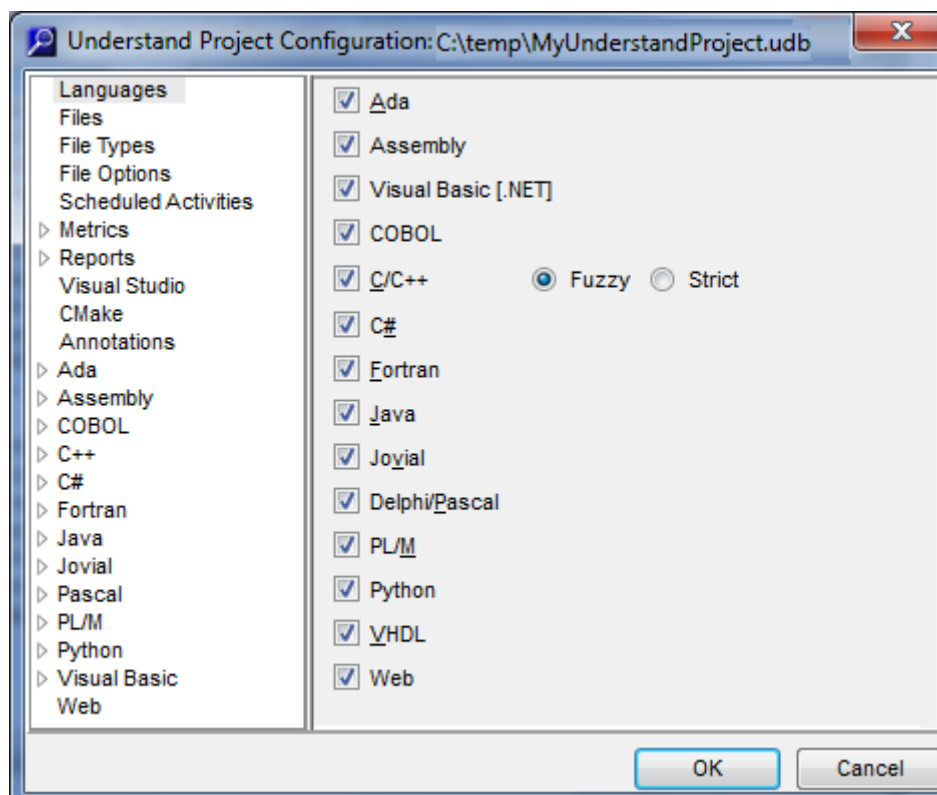 Understand Project Configuration: C:\temp\MyUnderstandProject.udb
Languages
Files
File Types
File Options
Scheduled Activities
Metrics
Reports
Visual Studio
CMake
Annotations
Ada
Assembly
COBOL
C++
C#
Fortran
Java
Jovial
Pascal
PL/M
Python
Visual Basic
Web
Ada
Assembly
Visual Basic [.NET]
COBOL
C/C++ Fuzzy Strict
C#
Fortran
Java
Jovial
Delphi/Pascal
PL/M
Python
VHDL
Web
OK Cancel